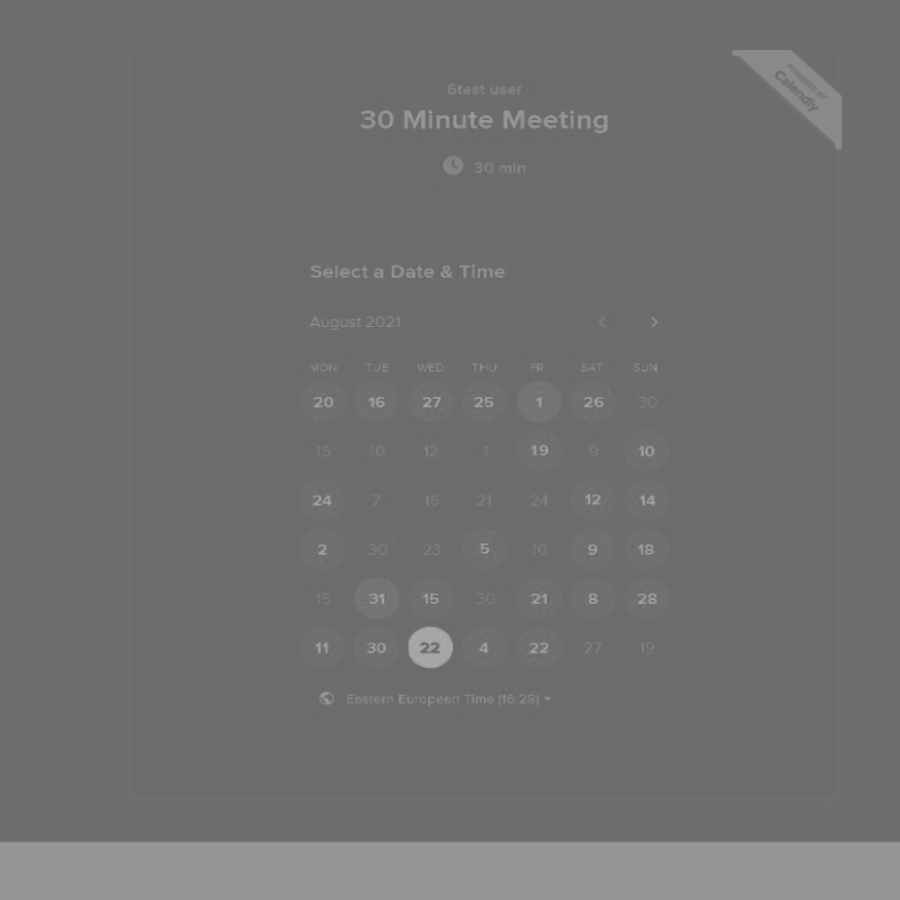 6test user
30 Minute Meeting
30 min
POWERED BY
Calendly
Select a Date & Time
August 2021
MON TUE WED THU FRI SAT SUN
20 16 27 25 1 26 30
15 10 12 1 19 9 10
24 7 16 21 24 12 14
2 30 23 5 10 9 18
15 31 15 30 21 8 28
11 30 22 4 22 27 19
Eastern European Time (16:28)